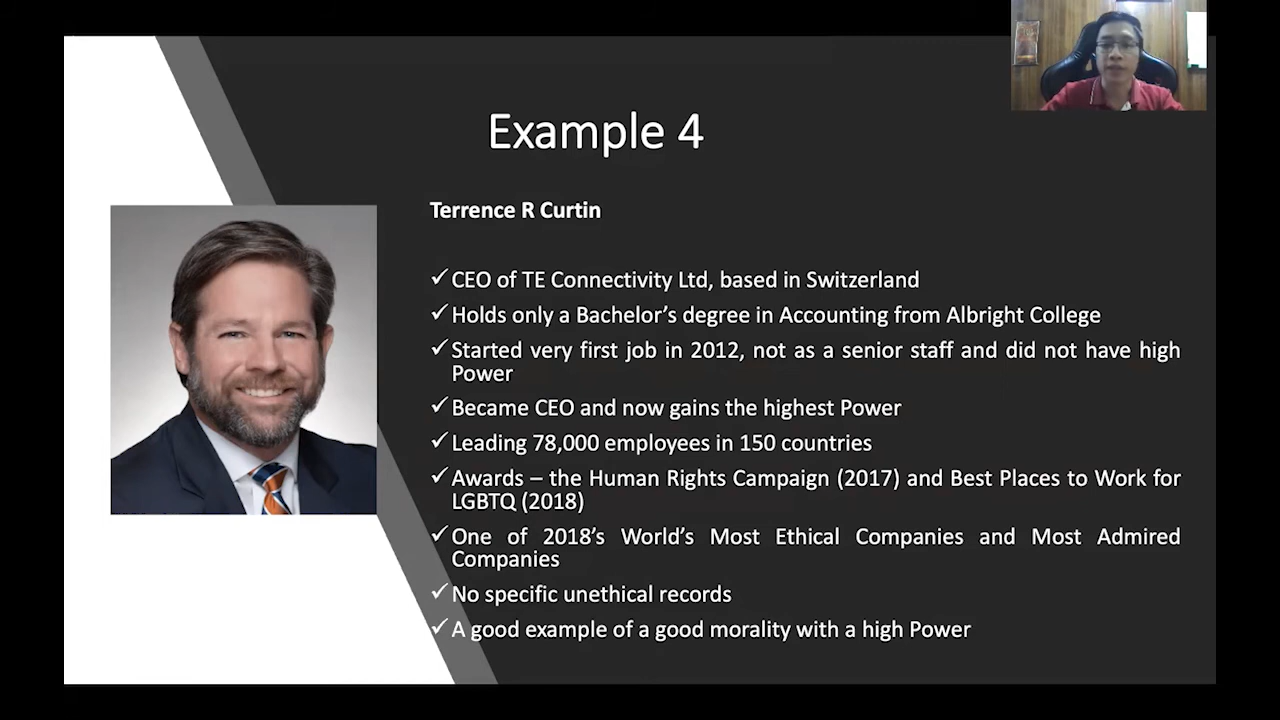 Example 4
Terrence R Curtin
✓CEO of TE Connectivity Ltd, based in Switzerland
✓Holds only a Bachelor’s degree in Accounting from Albright College
✓Started very first job in 2012, not as a senior staff and did not have high
Power
✓Became CEO and now gains the highest Power
✓Leading 78,000 employees in 150 countries
✓Awards – the Human Rights Campaign (2017) and Best Places to Work for
LGBTQ (2018)
✓One of 2018’s World’s Most Ethical Companies and Most Admired
Companies
✓No specific unethical records
✓A good example of a good morality with a high Power